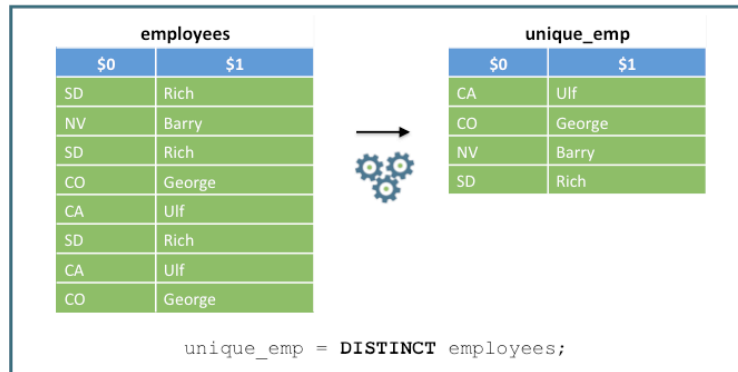 employees
$0 $1
SD Rich
NV Barry
SD Rich
CO George
CA Ulf
SD Rich
CA Ulf
CO George
unique_emp
$0 $1
CA Ulf
CO George
NV Barry
SD Rich
unique_emp = DISTINCT employees;